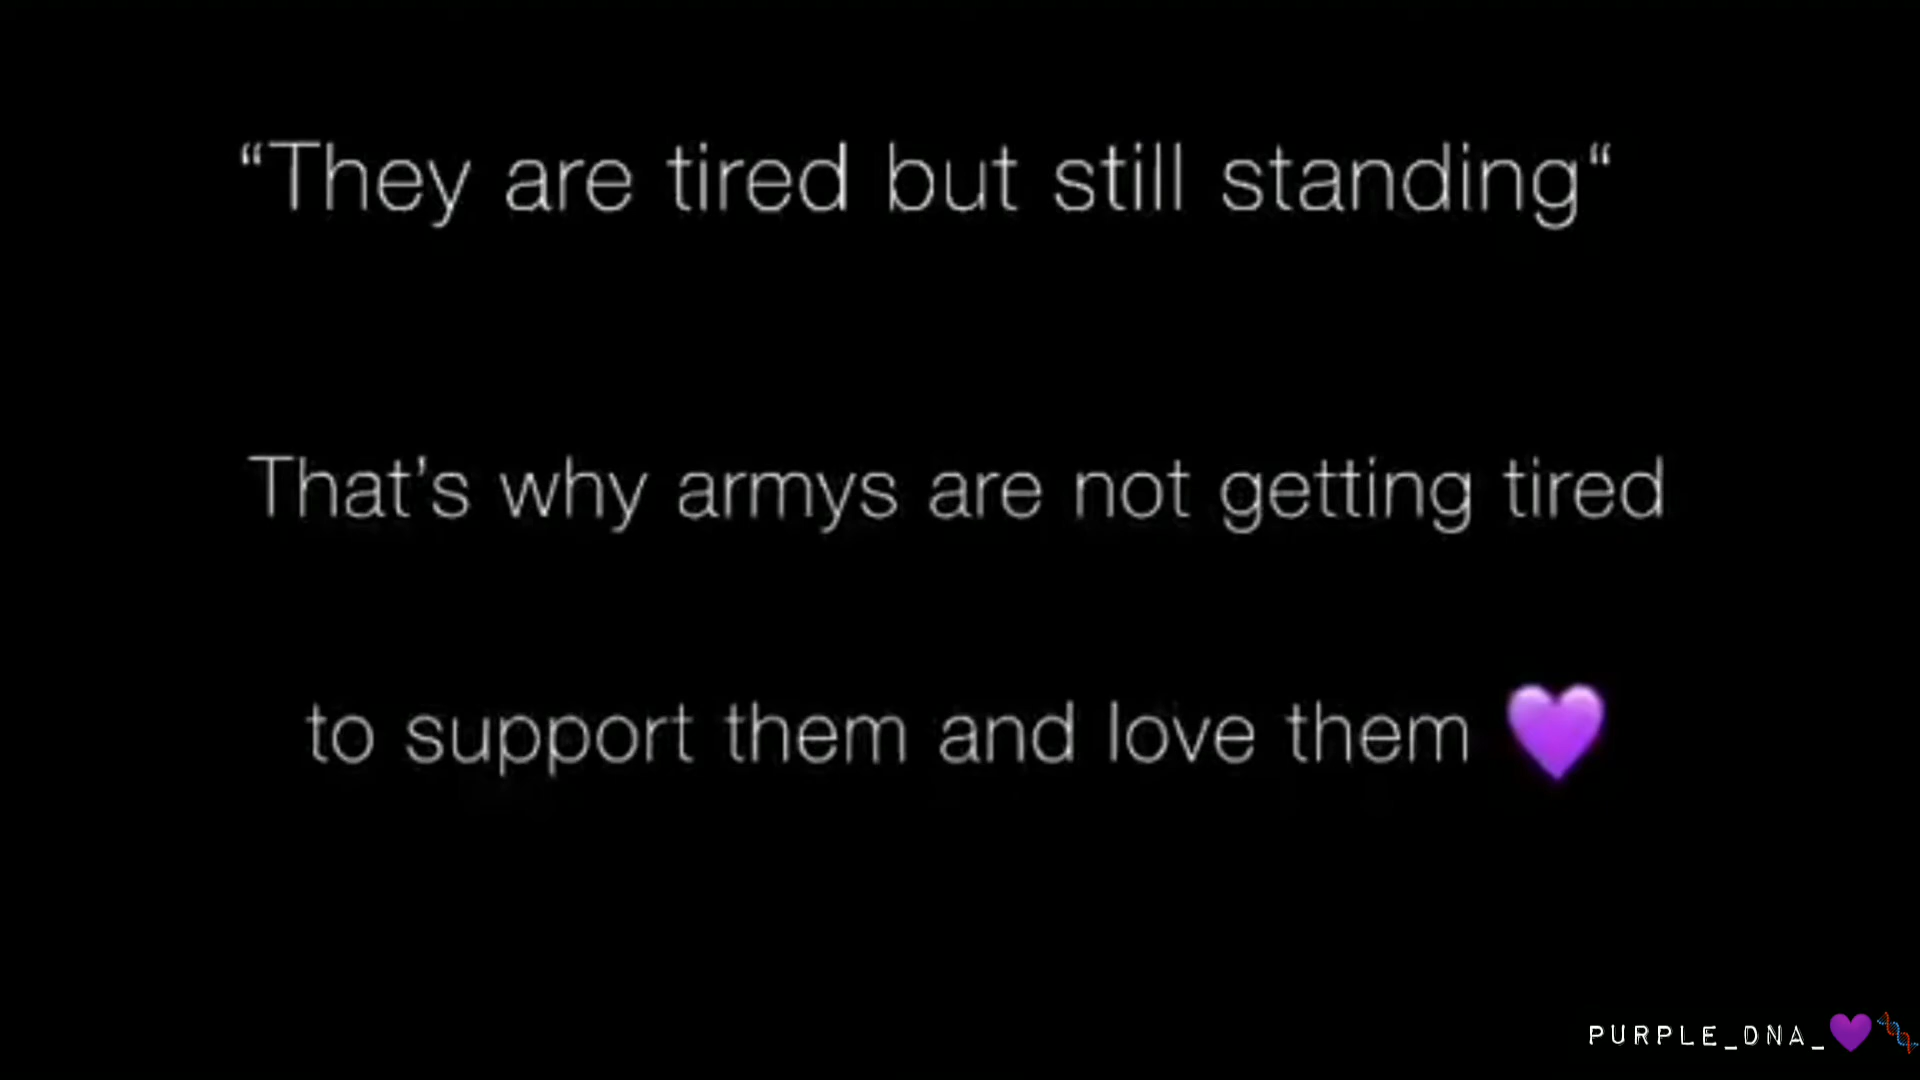 “They are tired but still standing“
That’s why armys are not getting tired
to support them and love them 💜
PURPLE_DNA_💜🧬